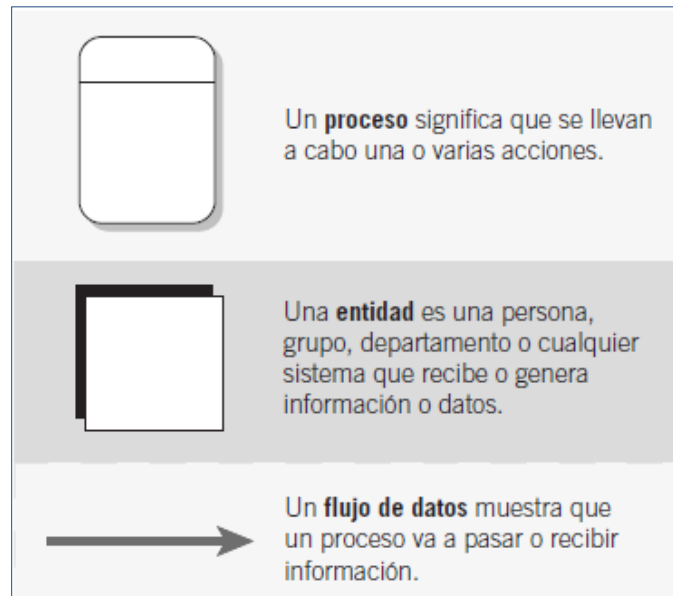 Un proceso significa que se llevan
a cabo una o varias acciones.
Una entidad es una persona,
grupo, departamento o cualquier
sistema que recibe o genera
información o datos.
Un flujo de datos muestra que
un proceso va a pasar o recibir
información.